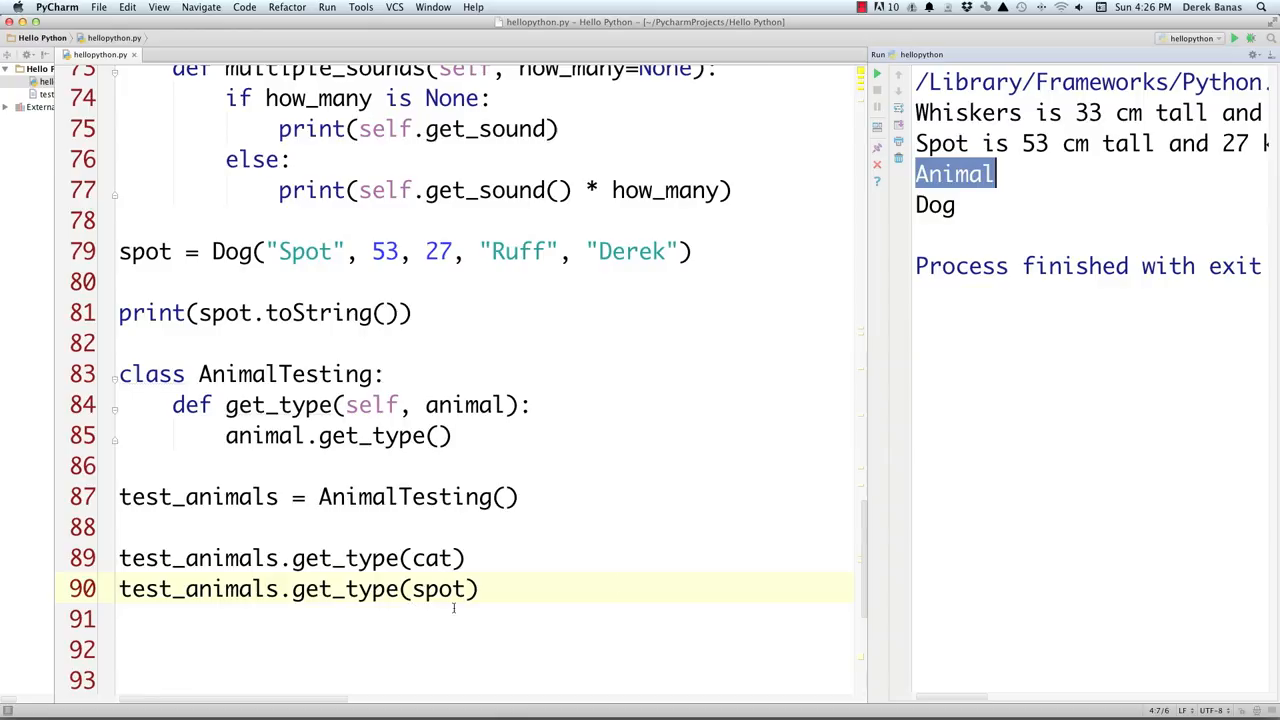 PyCharm File Edit View Navigate Code Refactor Run Tools VCS Window Help 10 Sun 4:26 PM Derek Banas
hellopython.py – Hello Python – [~/PycharmProjects/Hello Python]
Hello Python hellopython.py hellopython
hellopython.py Run hellopython
Hello P
hell
test
Externa
73 def multiple_sounds(self, how_many=None):
74 if how_many is None:
75 print(self.get_sound)
76 else:
77 print(self.get_sound() * how_many)
78
79 spot = Dog("Spot", 53, 27, "Ruff", "Derek")
80
81 print(spot.toString())
82
83 class AnimalTesting:
84 def get_type(self, animal):
85 animal.get_type()
86
87 test_animals = AnimalTesting()
88
89 test_animals.get_type(cat)
90 test_animals.get_type(spot)
91
92
93
/Library/Frameworks/Python.
Whiskers is 33 cm tall and
Spot is 53 cm tall and 27 k
Animal
Dog
Process finished with exit
47:7/6 LF UTF-8